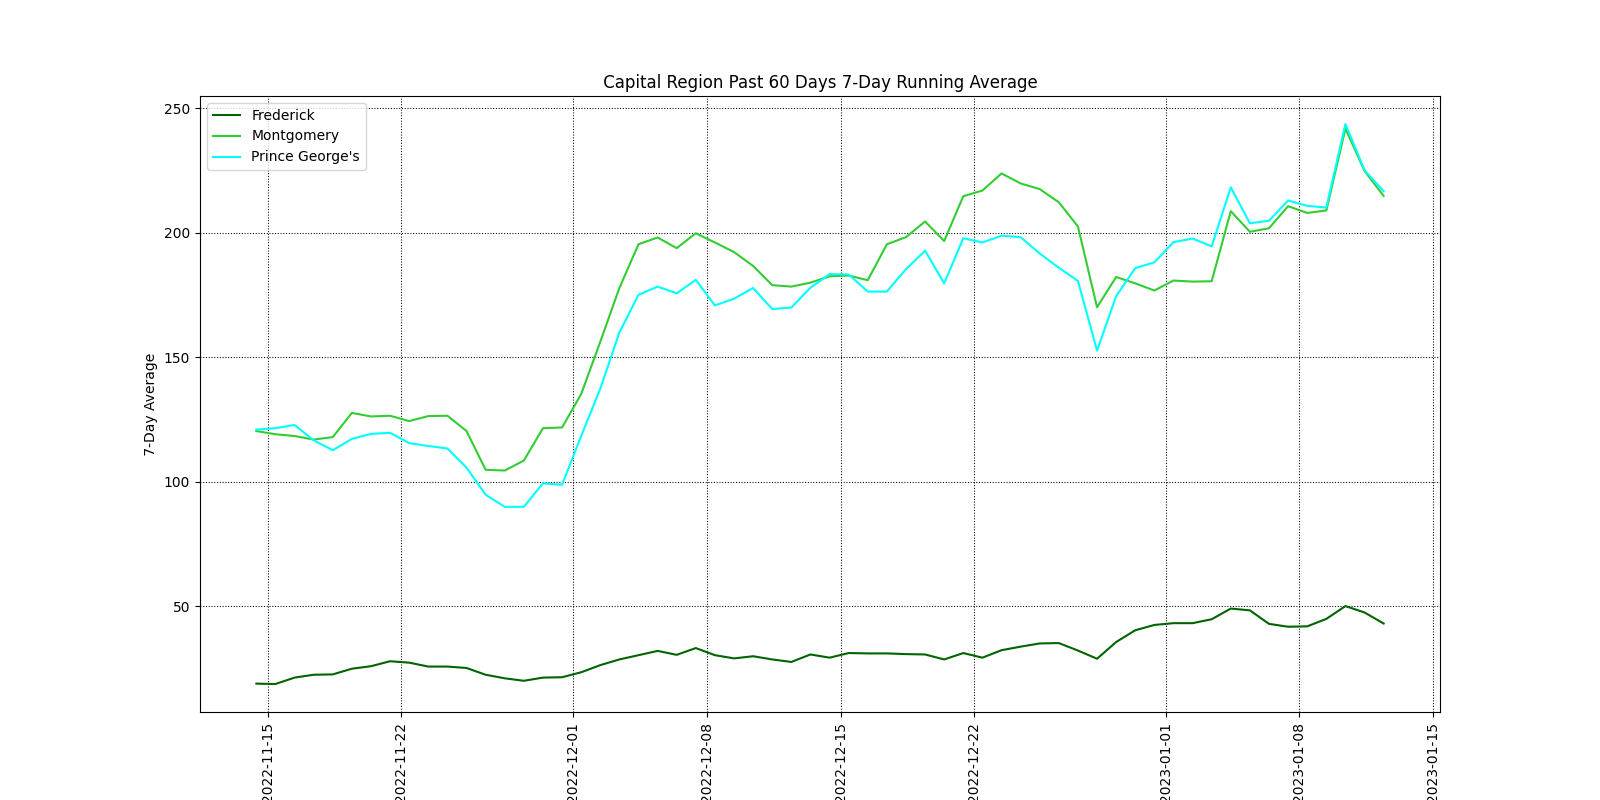 Capital Region Past 60 Days 7-Day Running Average
Frederick
Montgomery
Prince George's
7-Day Average
250
200
150
100
50
2022-11-15
2022-11-22
2022-12-01
2022-12-08
2022-12-15
2022-12-22
2023-01-01
2023-01-08
2023-01-15